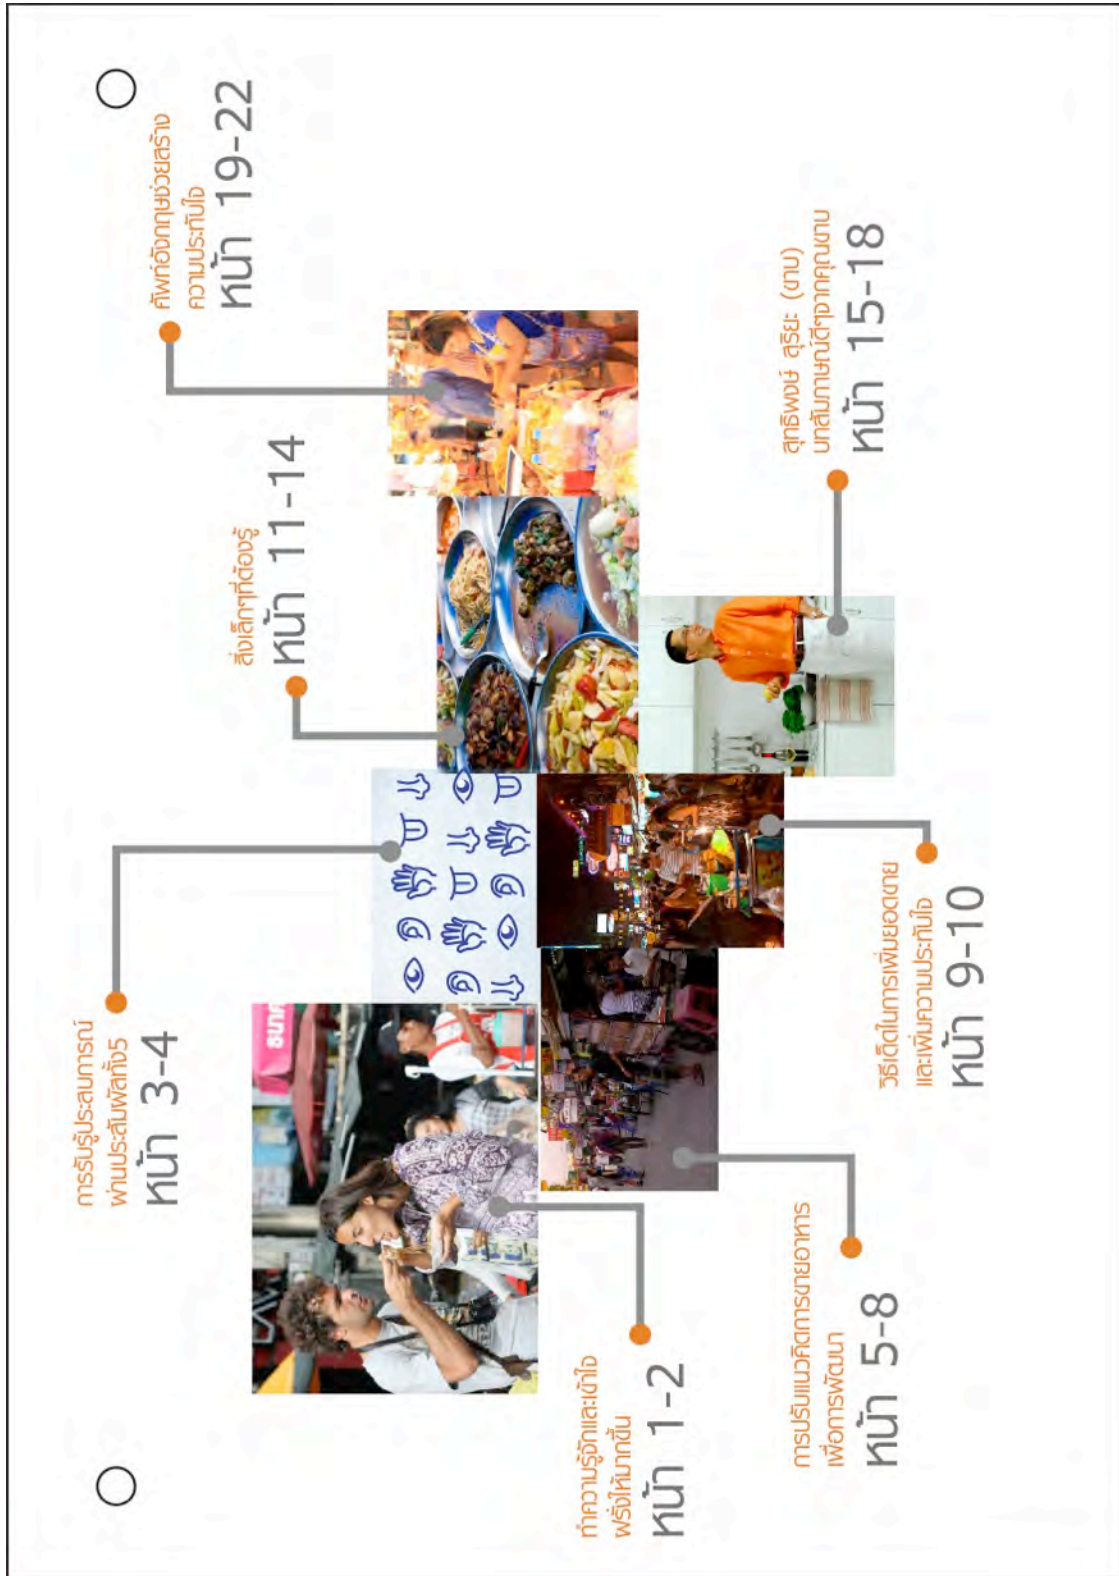 ทำความรู้จักและเข้าใจ
ฝรั่งให้มากขึ้น
หน้า 1-2
การรับรู้ประสบการณ์
ผ่านประสัมพัสทั้ง5
หน้า 3-4
การปรับแนวคิดการขายอาหาร
เพื่อการพัฒนา
หน้า 5-8
วิธีเด็ดในการเพิ่มยอดขาย
และเพิ่มความประทับใจ
หน้า 9-10
สิ่งเล็กๆที่ต้องรู้
หน้า 11-14
สุทธิพงษ์ สุริยะ (ขาบ)
บทสัมภาษณ์ดีๆจากคุณขาบ
หน้า 15-18
ศัพท์อังกฤษช่วยสร้าง
ความประทับใจ
หน้า 19-22